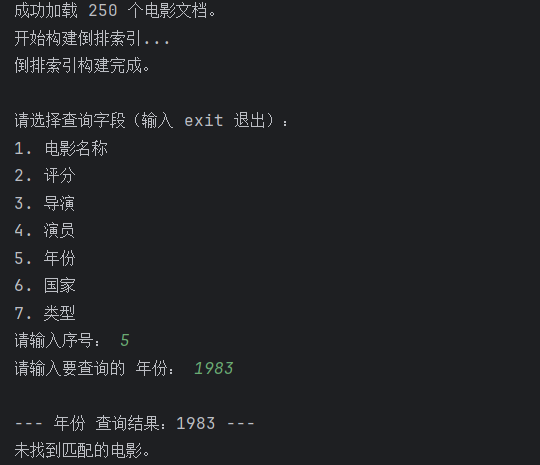 成功加载 250 个电影文档。
开始构建倒排索引...
倒排索引构建完成。
请选择查询字段（输入 exit 退出）：
1. 电影名称
2. 评分
3. 导演
4. 演员
5. 年份
6. 国家
7. 类型
请输入序号： 5
请输入要查询的 年份： 1983
--- 年份 查询结果：1983 ---
未找到匹配的电影。